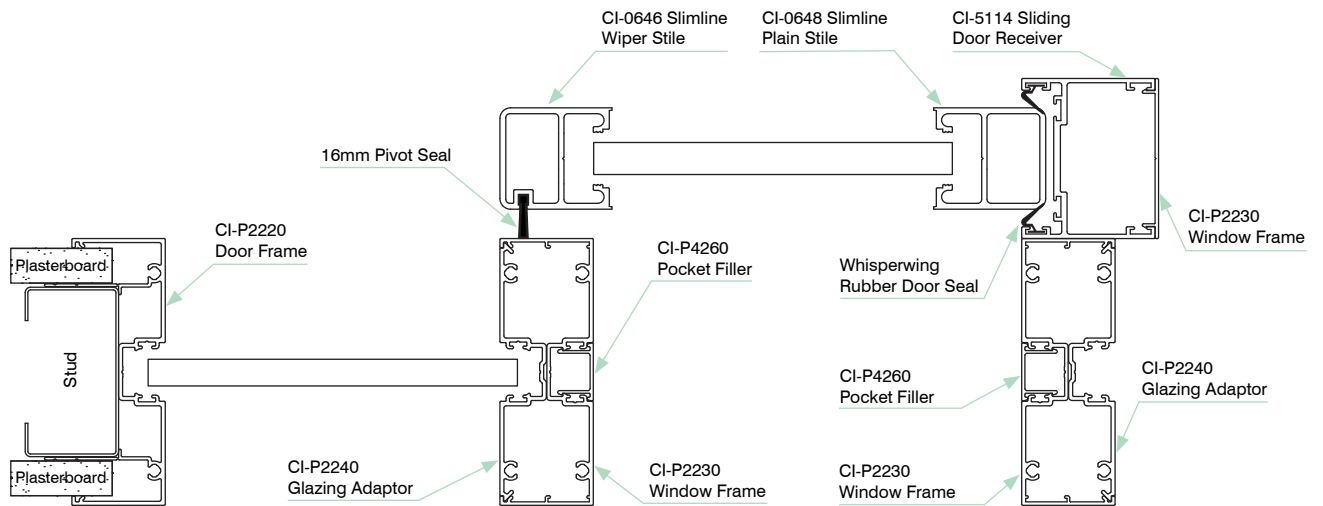 CI-0646 Slimline
Wiper Stile
CI-0648 Slimline
Plain Stile
CI-5114 Sliding
Door Receiver
16mm Pivot Seal
CI-P2220
Door Frame
CI-P4260
Pocket Filler
Whisperwing
Rubber Door Seal
CI-P2230
Window Frame
Plasterboard
Stud
Plasterboard
CI-P4260
Pocket Filler
CI-P2240
Glazing Adaptor
CI-P2240
Glazing Adaptor
CI-P2230
Window Frame
CI-P2230
Window Frame